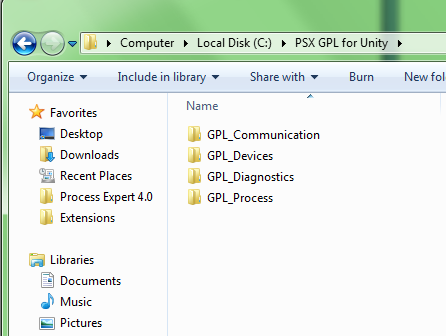 Computer Local Disk (C:) PSX GPL for Unity
Organize Include in library Share with Burn New fol
Name
Favorites
Desktop
Downloads
Recent Places
Process Expert 4.0
Extensions
Libraries
Documents
Music
Pictures
GPL_Communication
GPL_Devices
GPL_Diagnostics
GPL_Process